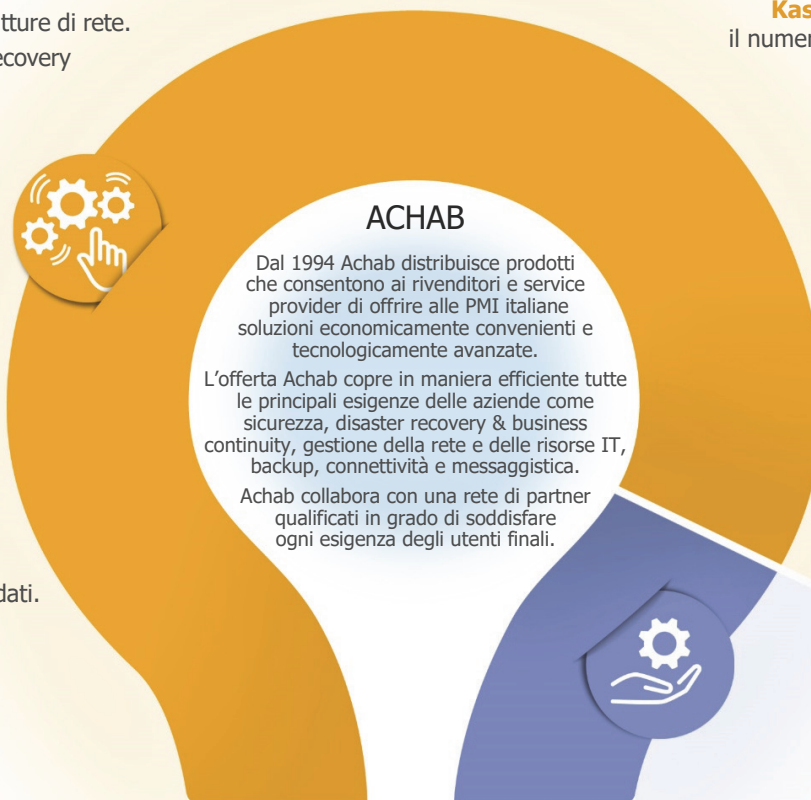 tture di rete.
ecovery
Kas
il numer
ACHAB
Dal 1994 Achab distribuisce prodotti
che consentono ai rivenditori e service
provider di offrire alle PMI italiane
soluzioni economicamente convenienti e
tecnologicamente avanzate.
L’offerta Achab copre in maniera efficiente tutte
le principali esigenze delle aziende come
sicurezza, disaster recovery & business
continuity, gestione della rete e delle risorse IT,
backup, connettività e messaggistica.
Achab collabora con una rete di partner
qualificati in grado di soddisfare
ogni esigenza degli utenti finali.
dati.